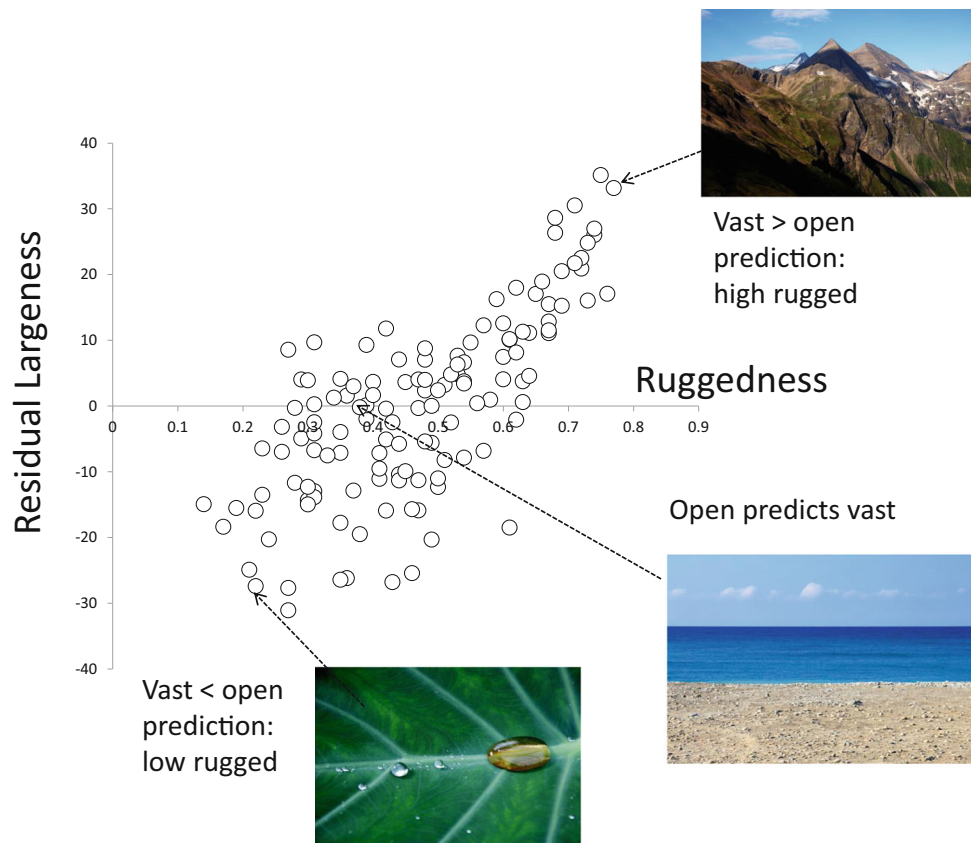 Vast > open
prediction:
high rugged
Residual Largeness
40
30
20
10
0
-10
-20
-30
-40
0
0.1
0.2
0.3
0.4
0.5
0.6
0.7
0.8
0.9
Ruggedness
Open predicts vast
Vast < open
prediction:
low rugged